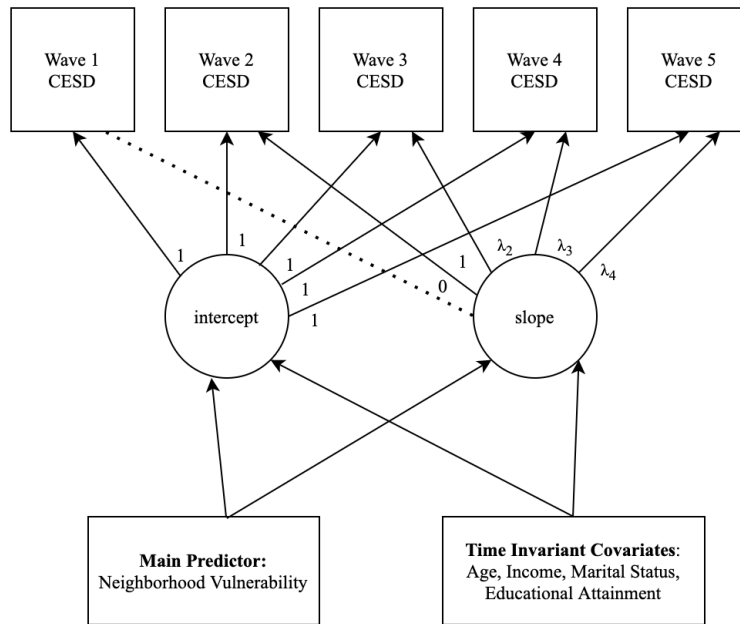 Wave 1
CESD
Wave 2
CESD
Wave 3
CESD
Wave 4
CESD
Wave 5
CESD
1
1
1
1
1
0
1
λ2
λ3
λ4
intercept
slope
Main Predictor:
Neighborhood Vulnerability
Time Invariant Covariates:
Age, Income, Marital Status,
Educational Attainment